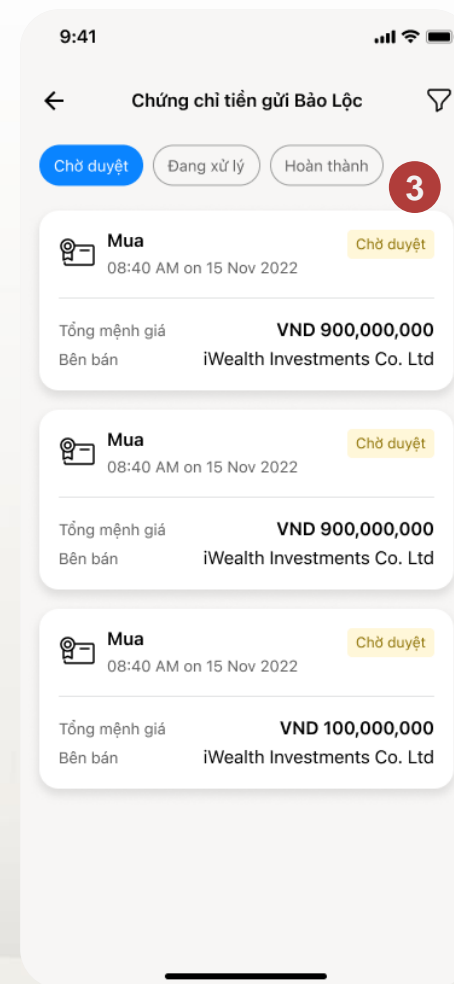 9:41
Chứng chỉ tiền gửi Bảo Lộc
Chờ duyệt Đang xử lý Hoàn thành
3
Mua Chờ duyệt
08:40 AM on 15 Nov 2022
Tổng mệnh giá VND 900,000,000
Bên bán iWealth Investments Co. Ltd
Mua Chờ duyệt
08:40 AM on 15 Nov 2022
Tổng mệnh giá VND 900,000,000
Bên bán iWealth Investments Co. Ltd
Mua Chờ duyệt
08:40 AM on 15 Nov 2022
Tổng mệnh giá VND 100,000,000
Bên bán iWealth Investments Co. Ltd